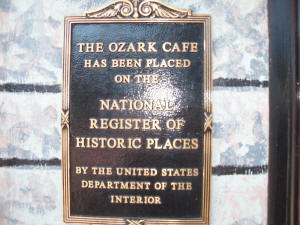 THE OZARK CAFE
HAS BEEN PLACED
ON THE
NATIONAL
REGISTER OF
HISTORIC PLACES
BY THE UNITED STATES
DEPARTMENT OF THE
INTERIOR